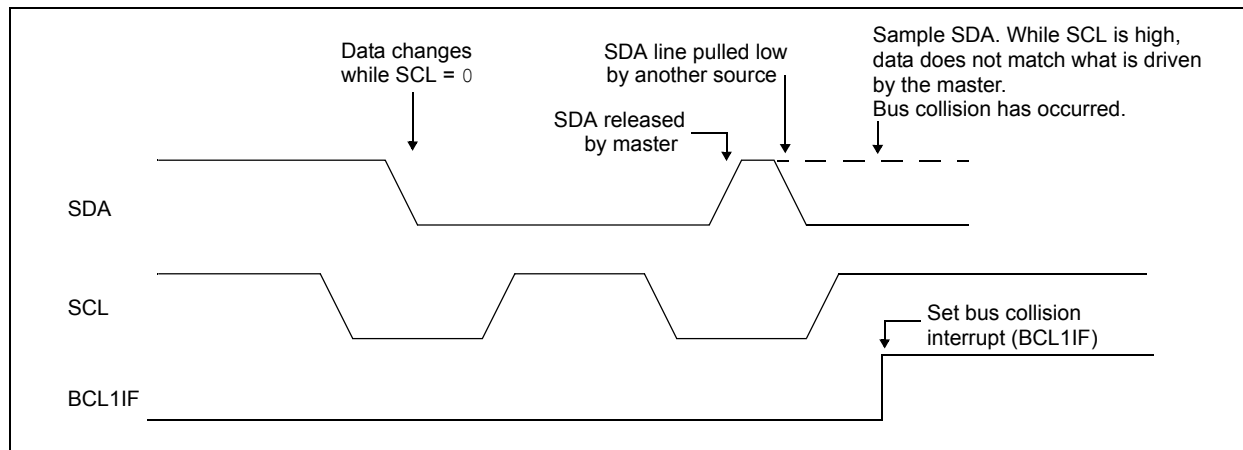 Data changes
while SCL = 0
SDA line pulled low
by another source
Sample SDA. While SCL is high,
data does not match what is driven
by the master.
Bus collision has occurred.
SDA released
by master
SDA
SCL
Set bus collision
interrupt (BCL1IF)
BCL1IF